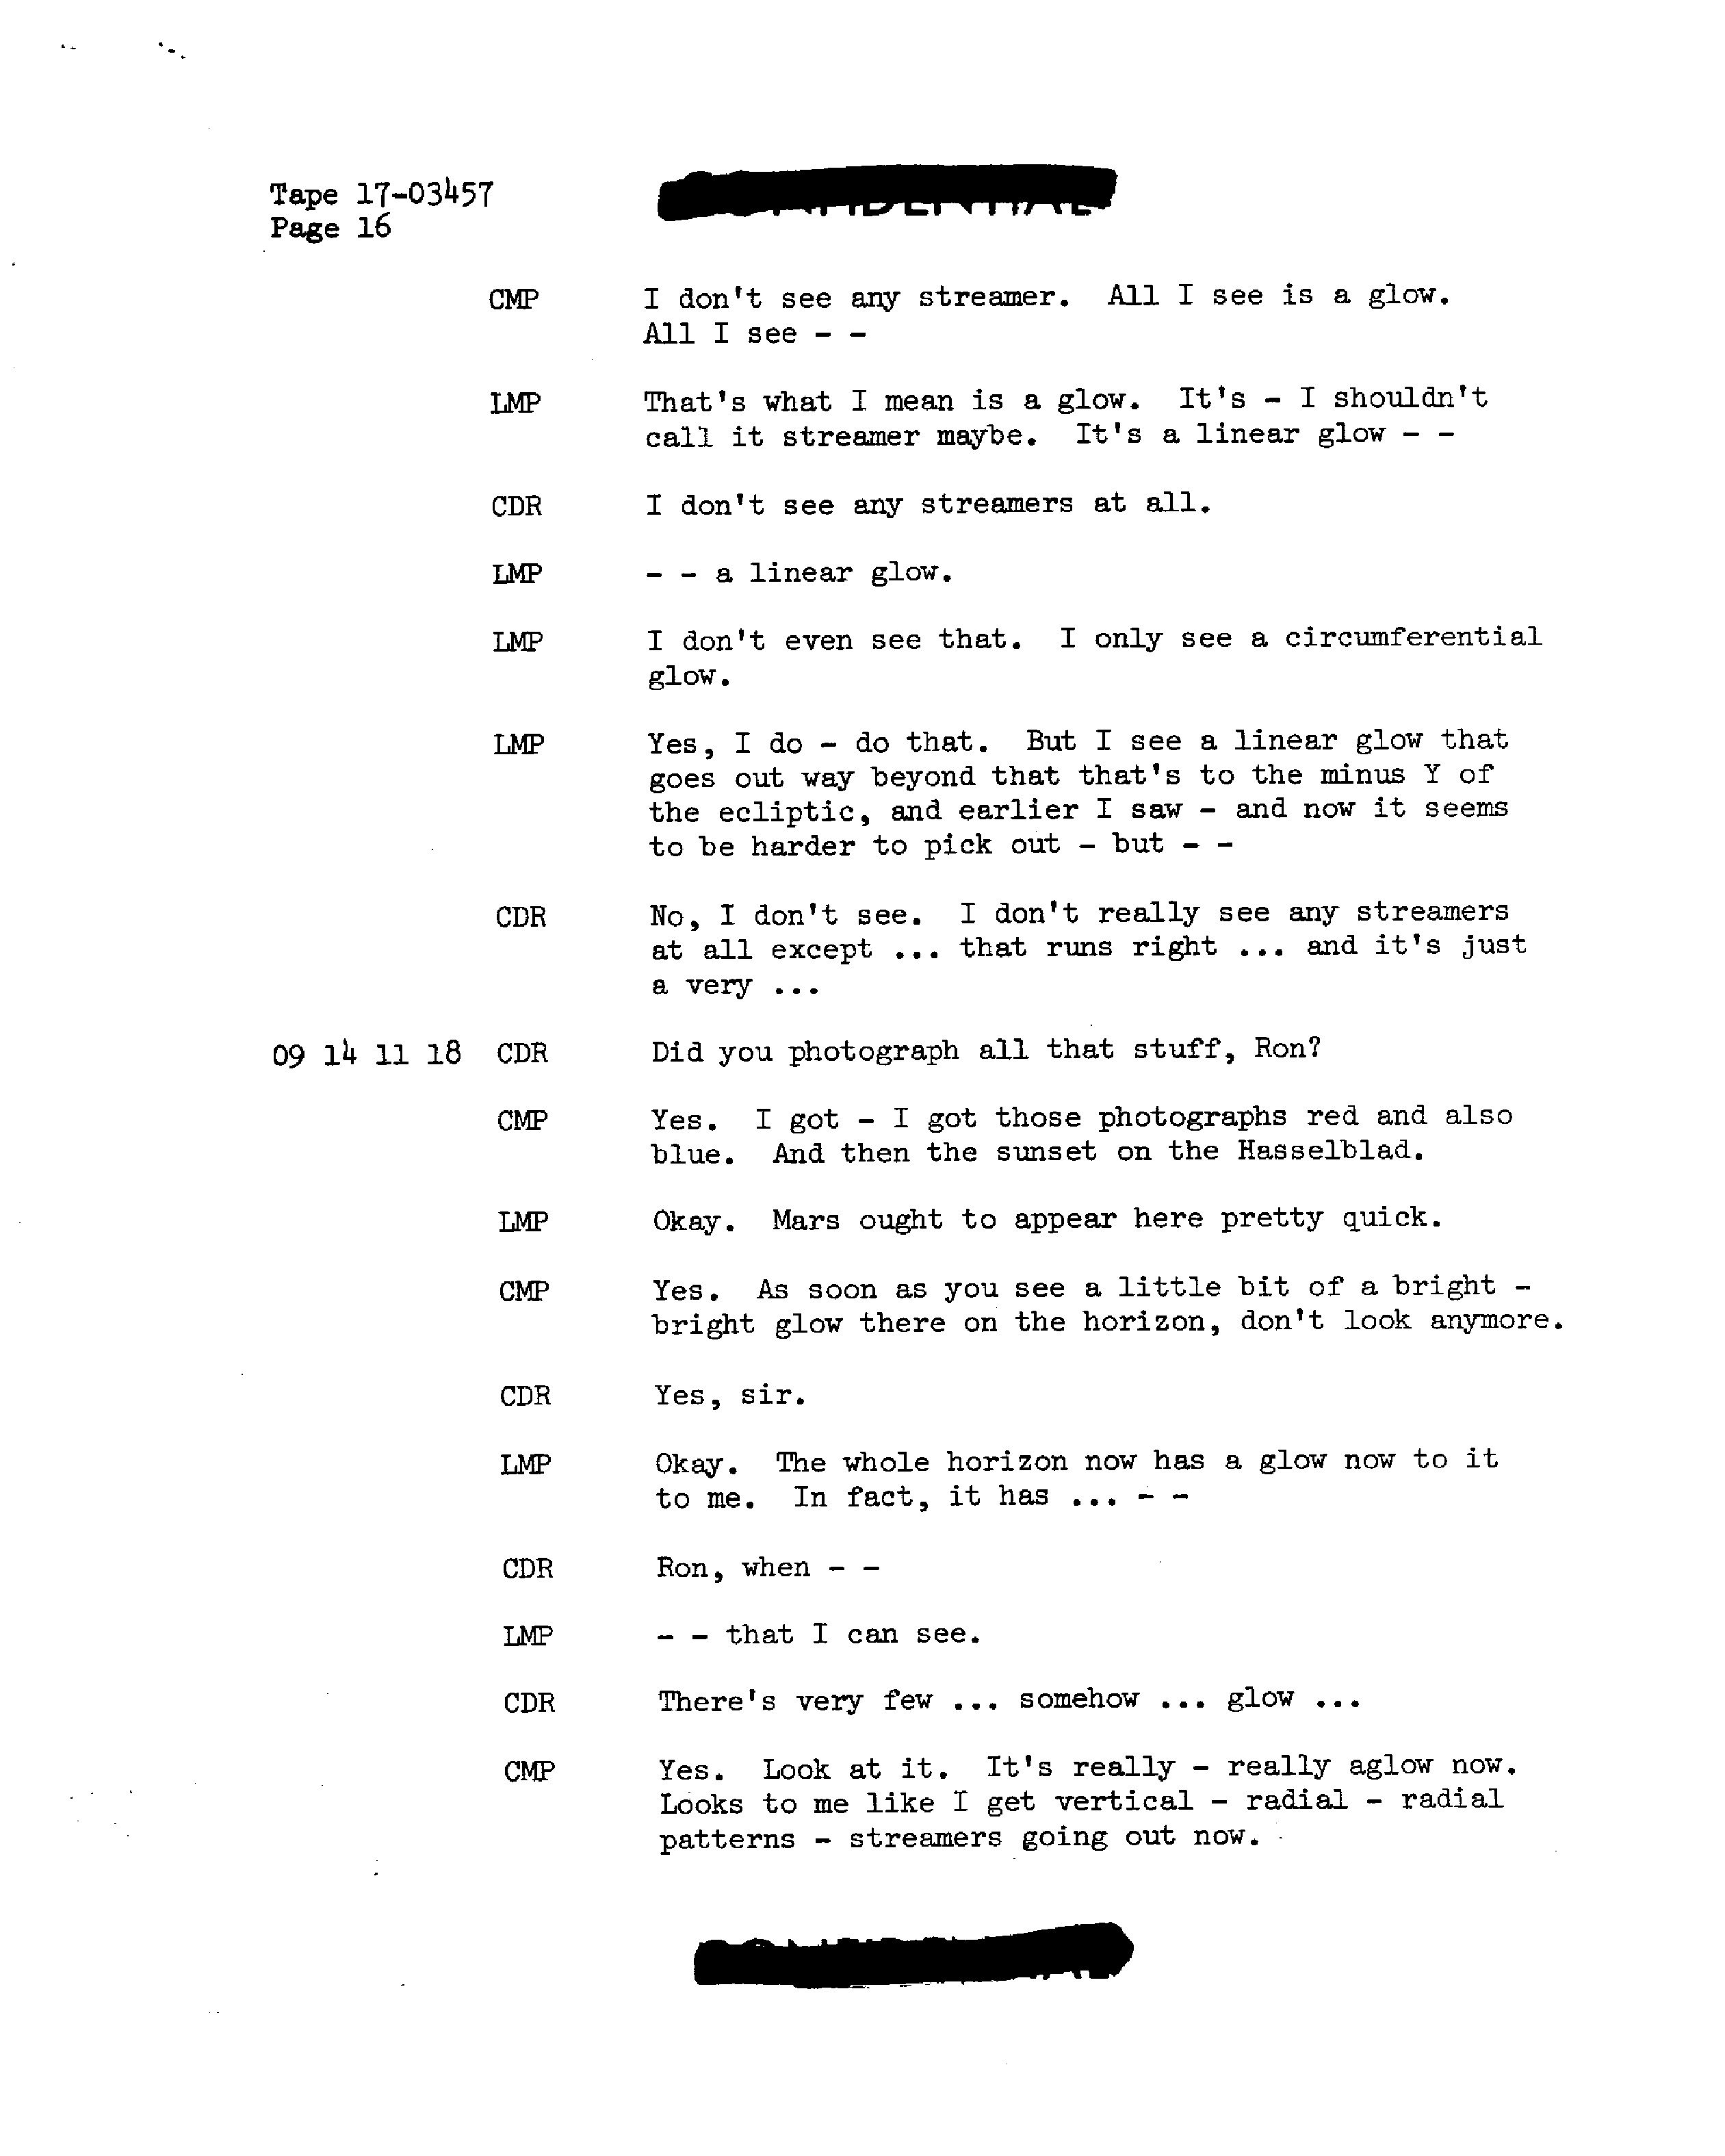 Tape 17-03457
Page 16
CMP I don't see any streamer. All I see is a glow.
All I see - -
LMP That's what I mean is a glow. It's - I shouldn't
call it streamer maybe. It's a linear glow - -
CDR I don't see any streamers at all.
LMP - - a linear glow.
LMP I don't even see that. I only see a circumferential
glow.
LMP Yes, I do - do that. But I see a linear glow that
goes out way beyond that that's to the minus Y of
the ecliptic, and earlier I saw - and now it seems
to be harder to pick out - but - -
CDR No, I don't see. I don't really see any streamers
at all except ... that runs right ... and it's just
a very ...
09 14 11 18 CDR Did you photograph all that stuff, Ron?
CMP Yes. I got - I got those photographs red and also
blue. And then the sunset on the Hasselblad.
LMP Okay. Mars ought to appear here pretty quick.
CMP Yes. As soon as you see a little bit of a bright -
bright glow there on the horizon, don't look anymore.
CDR Yes, sir.
LMP Okay. The whole horizon now has a glow now to it
to me. In fact, it has ... - -
CDR Ron, when - -
LMP - - that I can see.
CDR There's very few ... somehow ... glow ...
CMP Yes. Look at it. It's really - really aglow now.
Looks to me like I get vertical - radial - radial
patterns - streamers going out now.